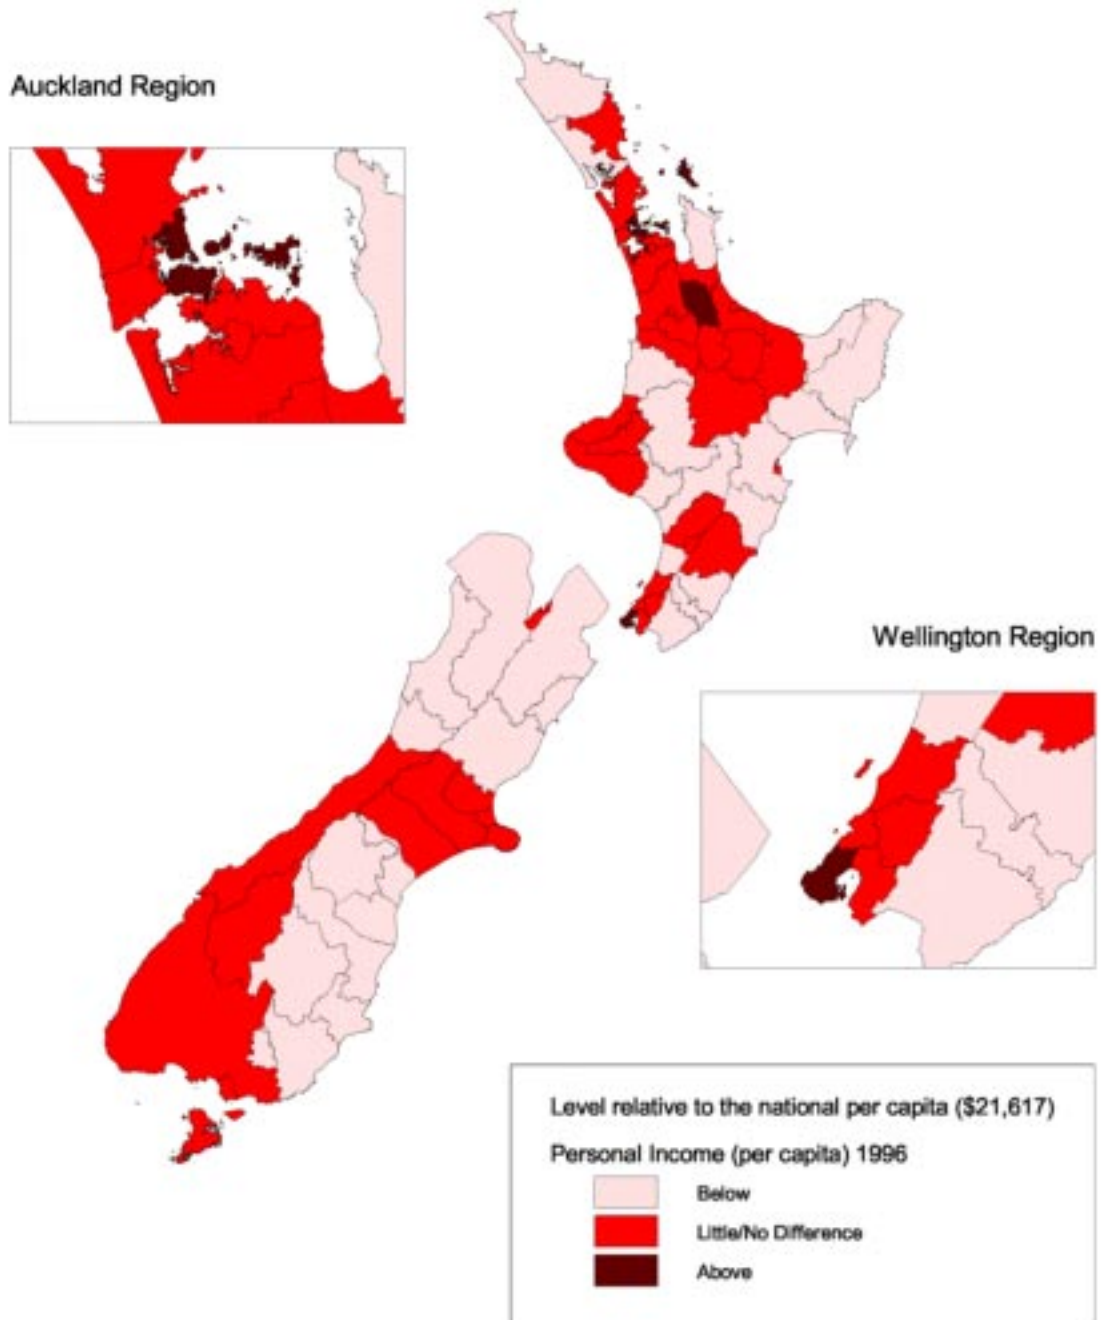 Auckland Region
Wellington Region
Level relative to the national per capita ($21,617)
Personal Income (per capita) 1996
Below
Little/No Difference
Above